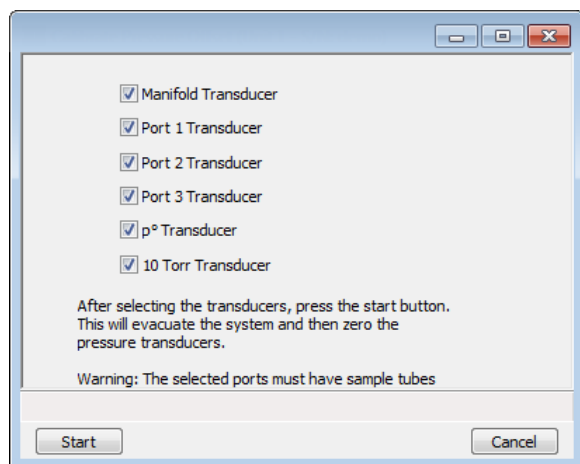 Manifold Transducer
Port 1 Transducer
Port 2 Transducer
Port 3 Transducer
p° Transducer
10 Torr Transducer
After selecting the transducers, press the start button.
This will evacuate the system and then zero the
pressure transducers.
Warning: The selected ports must have sample tubes
Start
Cancel